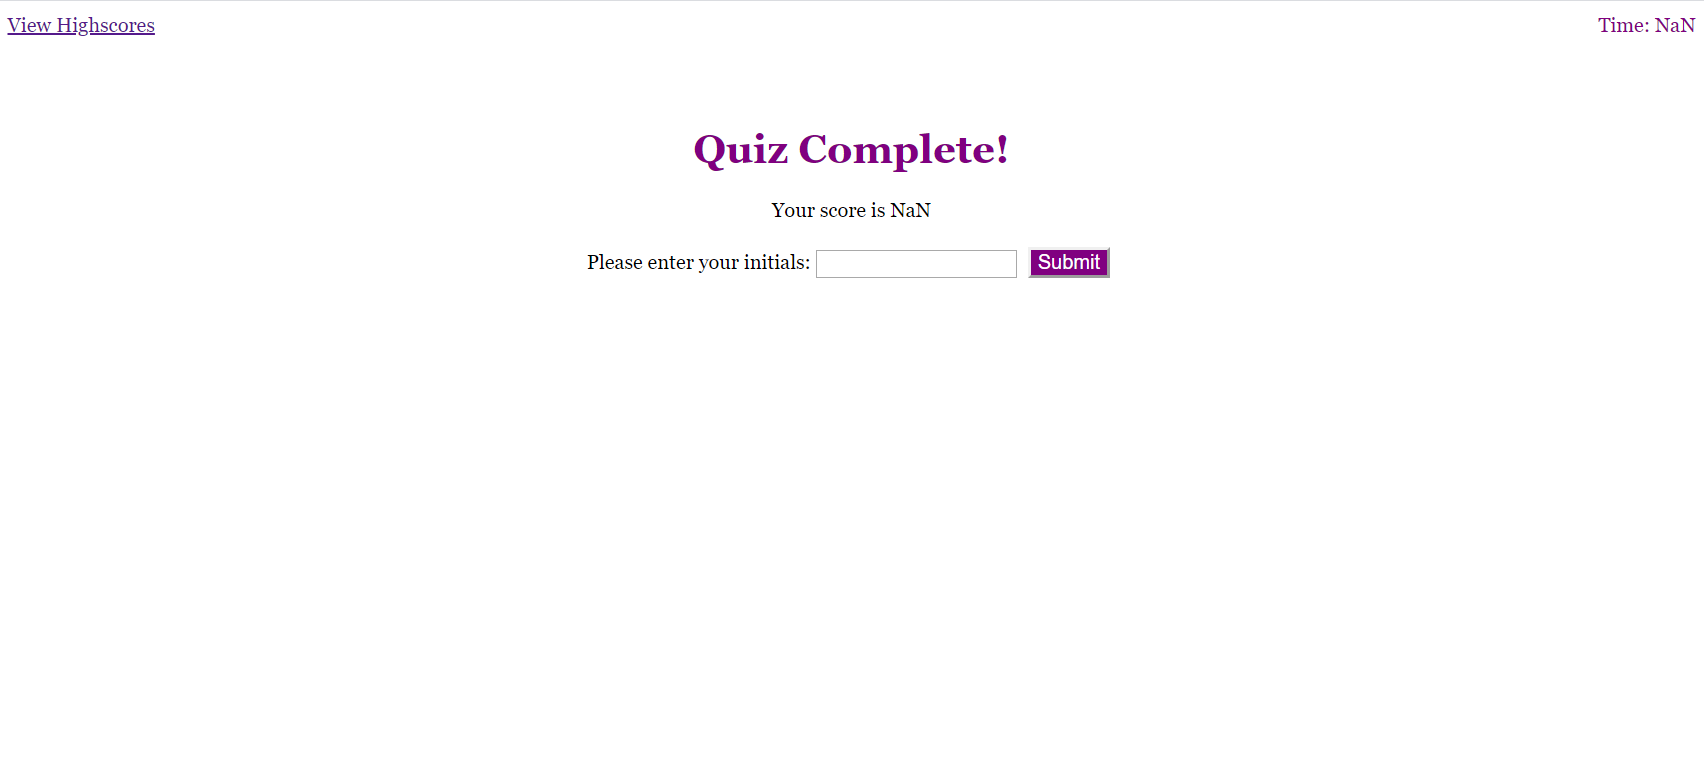 View Highscores
Time: NaN
Quiz Complete!
Your score is NaN
Please enter your initials: Submit